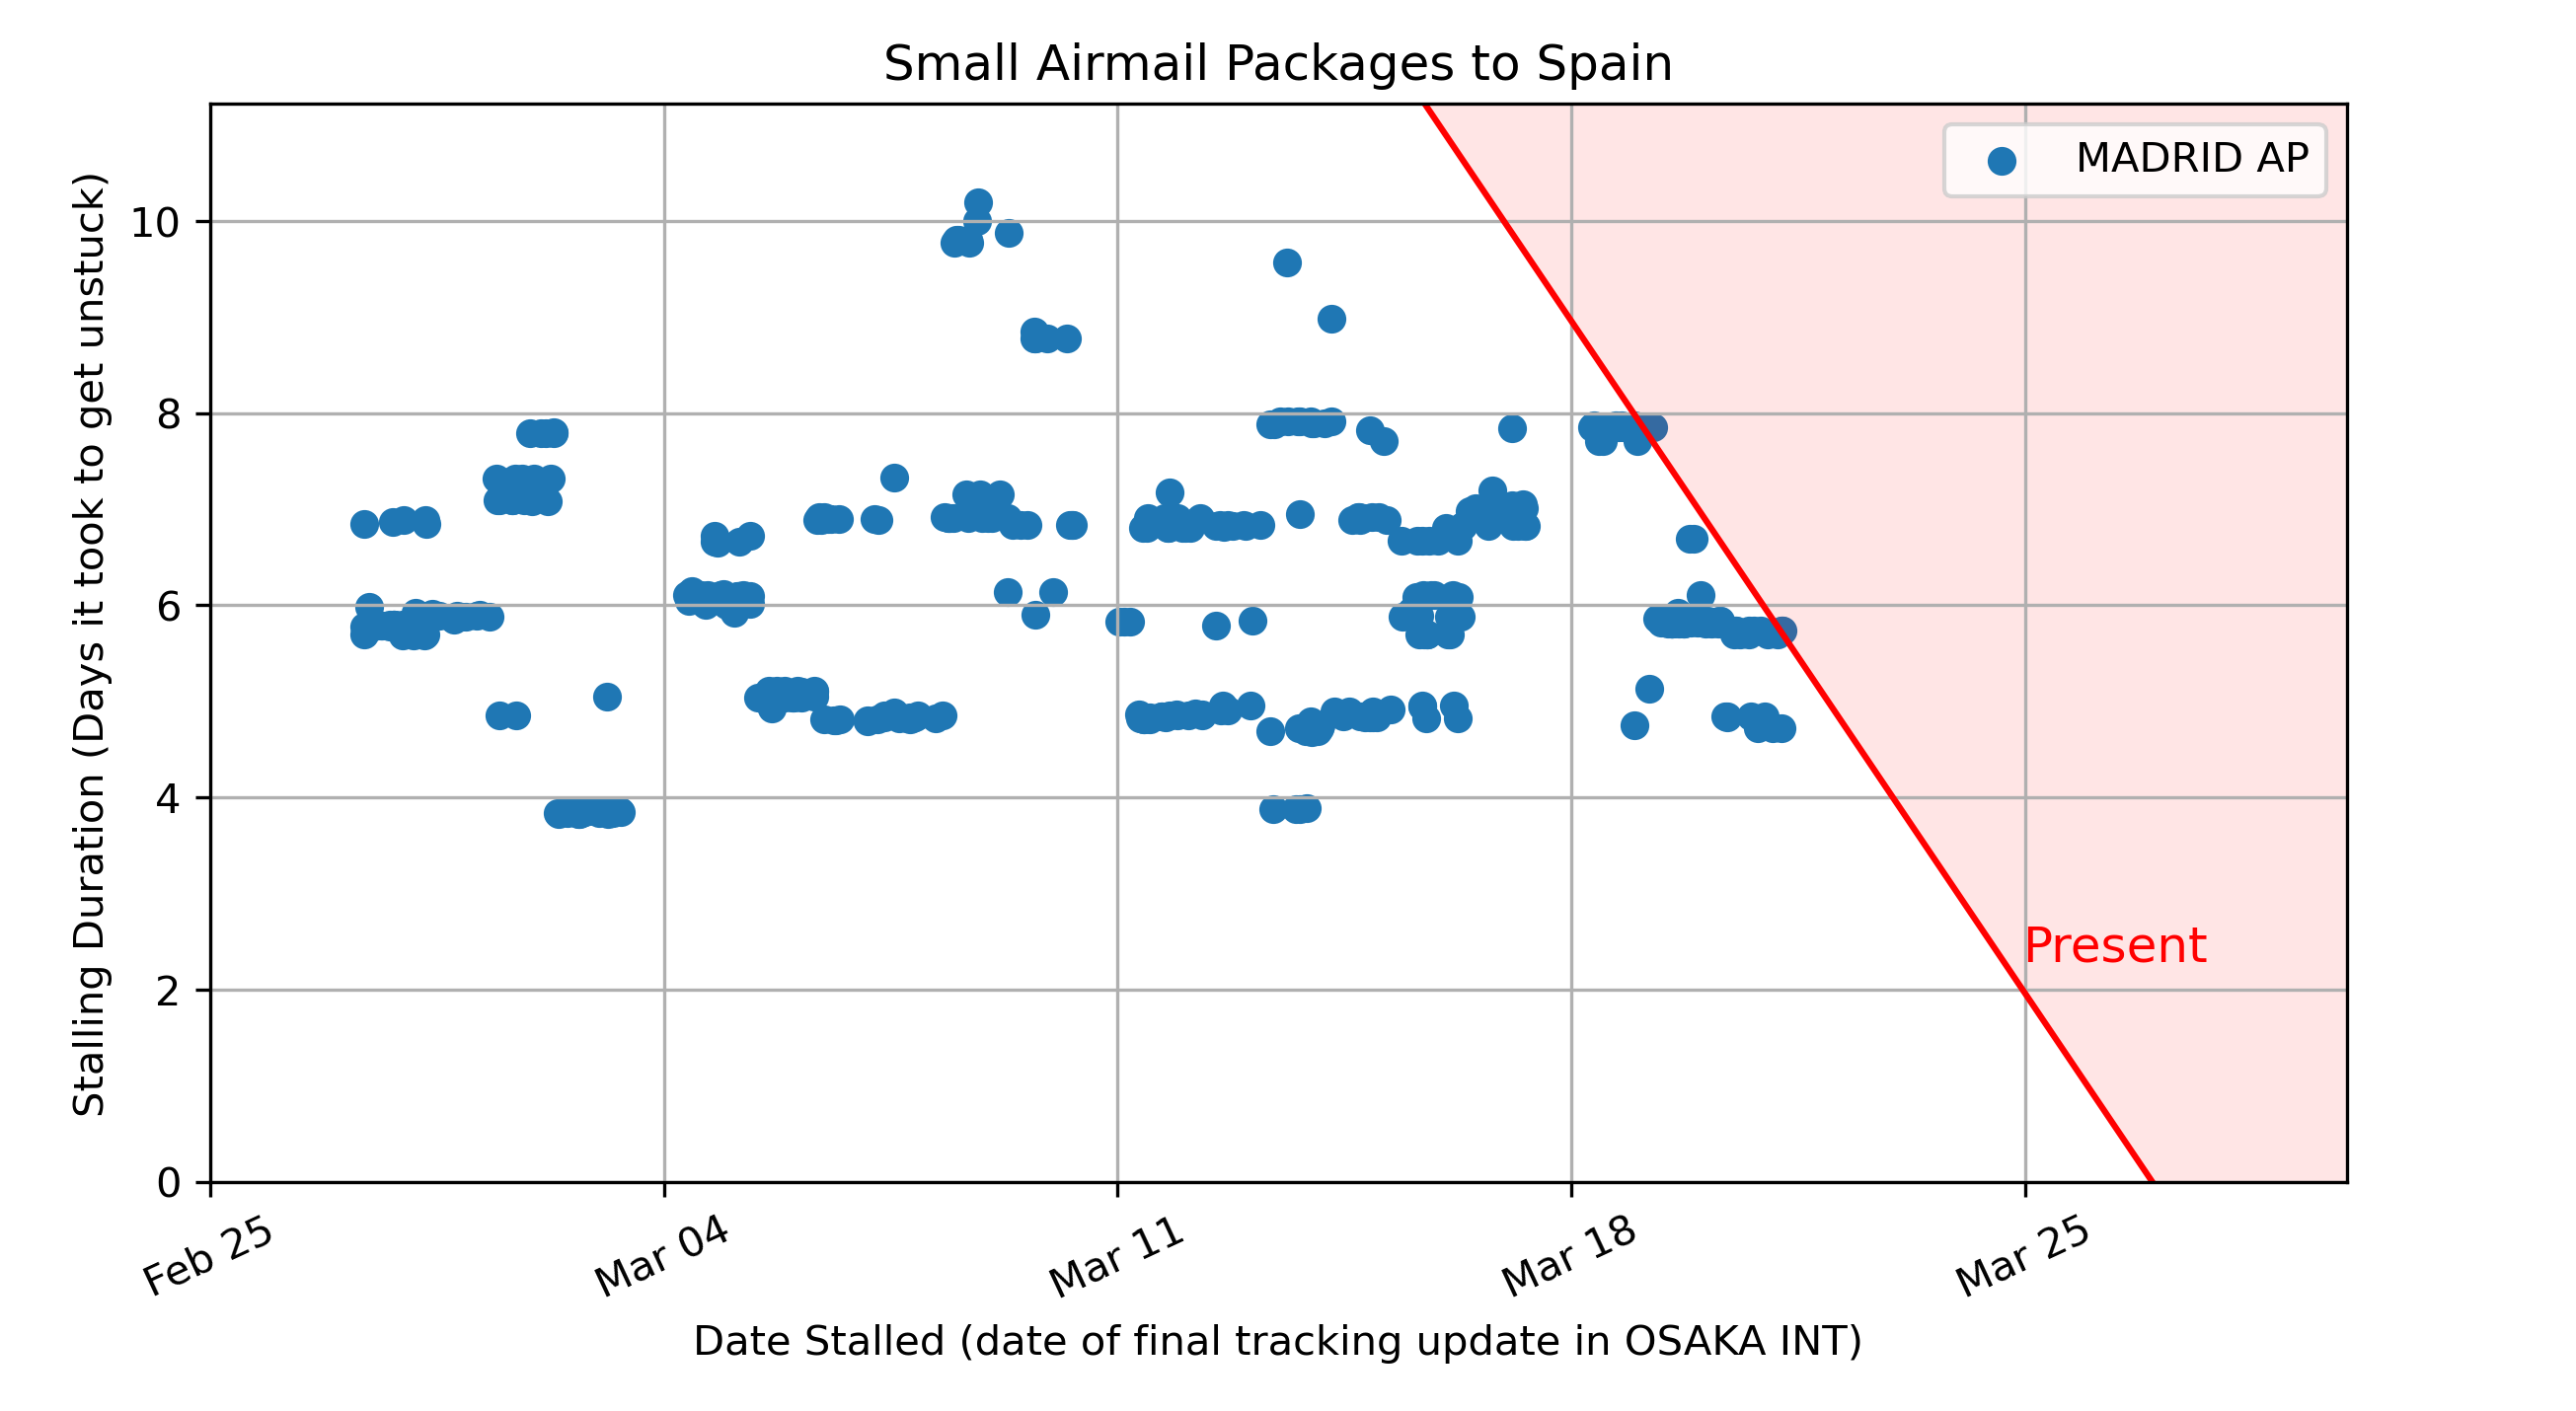 Small Airmail Packages to Spain
MADRID AP
Stalling Duration (Days it took to get unstuck)
10
8
6
4
2
0
Present
Feb 25
Mar 04
Mar 11
Mar 18
Mar 25
Date Stalled (date of final tracking update in OSAKA INT)